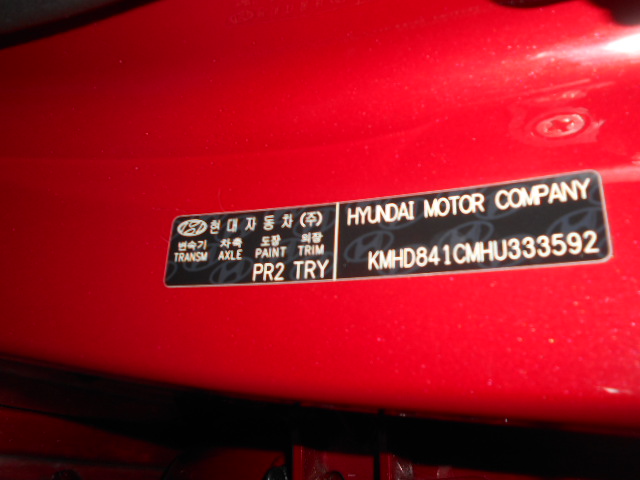 현대자동차(주)
변속기 차축 도장 의장
TRANSM AXLE PAINT TRIM
PR2 TRY
HYUNDAI MOTOR COMPANY
KMHD841CMHU333592